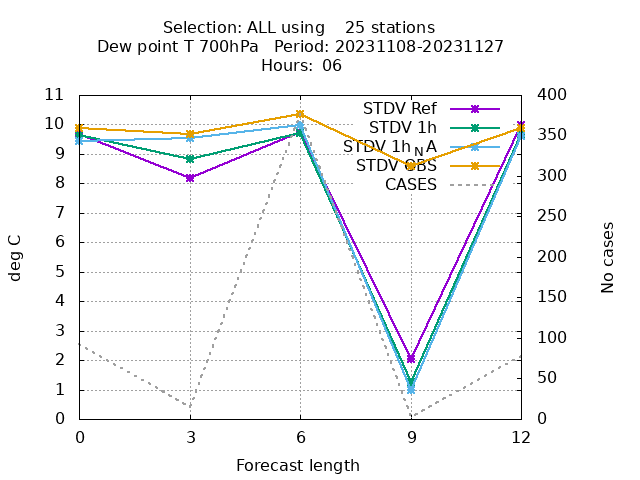 Selection: ALL using    25 stations
Dew point T 700hPa   Period: 20231108-20231127
Hours: 06
deg C
No cases
11
10
9
8
7
6
5
4
3
2
1
0
400
350
300
250
200
150
100
50
0
STDV Ref
STDV 1h
STDV 1h_NA
STDV OBS
CASES
0 3 6 9 12
Forecast length